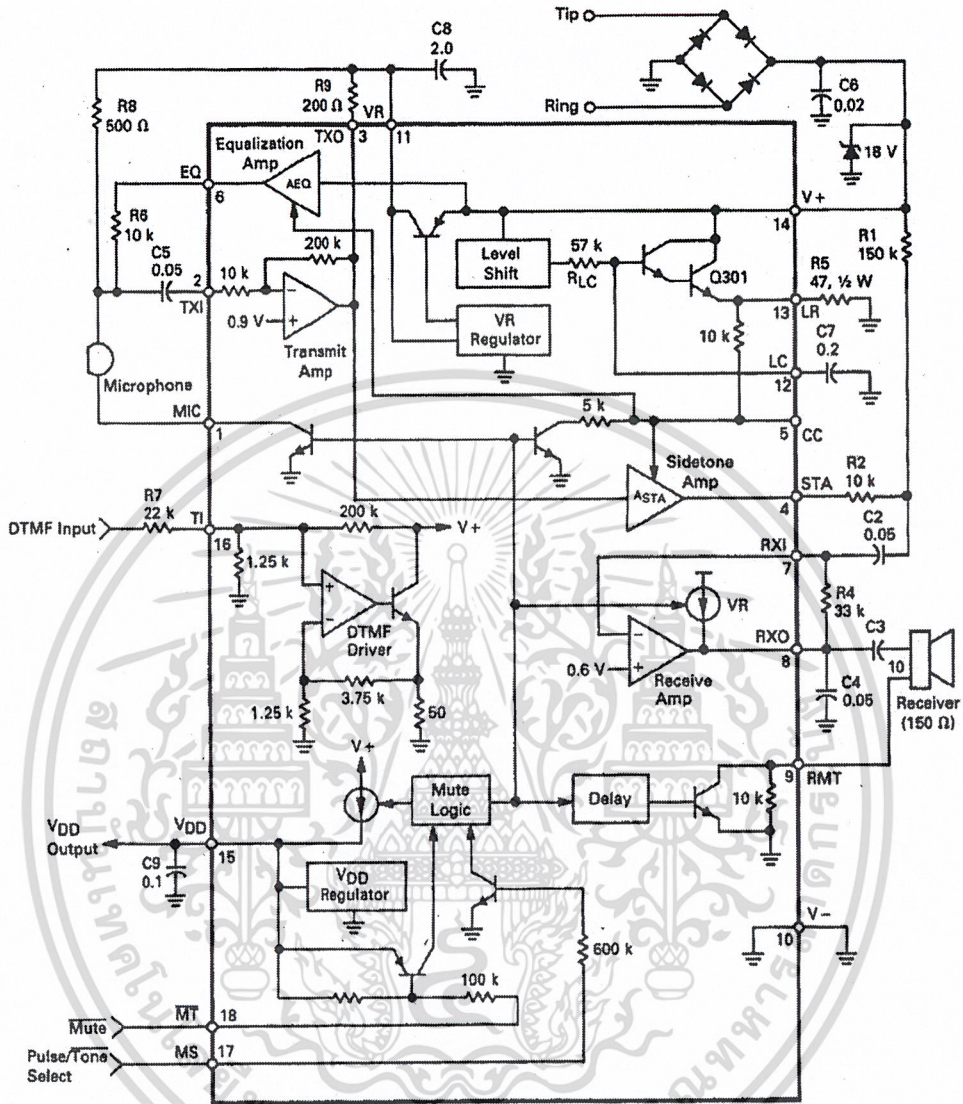 Tip
C8
2.0
C6
0.02
R8
500 Ω
R9
200 Ω
VR
Ring
TXO
3
11
18 V
Equalization
Amp
EQ
6
AEQ
V+
14
R6
10 k
C5
0.05
200 k
Level
Shift
57 k
RLC
Q301
R1
150 k
R5
47, ½ W
2
10 k
TXI
0.9 V
Transmit
Amp
VR
Regulator
10 k
13
LR
C7
0.2
LC
12
Microphone
MIC
1
5 k
5
CC
Sidetone
Amp
ASTA
STA
4
R2
10 k
R7
22 k
TI
DTMF Input
16
200 k
V+
C2
0.05
RXI
7
1.25 k
DTMF
Driver
VR
R4
33 k
RXO
8
C3
0.6 V
Receive
Amp
10
3.75 k
1.25 k
50
C4
0.05
Receiver
(150 Ω)
V+
Mute
Logic
Delay
9
RMT
10 k
VDD
Output
VDD
15
C9
0.1
VDD
Regulator
V–
10
600 k
100 k
Mute
MT
18
Pulse/Tone
Select
MS
17